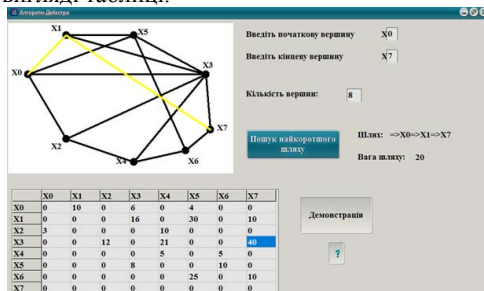 вигляді таблиці.
Алгоритм Дейкстри
X1
X5
X0
X3
X7
X2
X4
X6
Введіть початкову вершину X0
Введіть кінцеву вершину X7
Кількість вершин: 8
Пошук найкоротшого
шляху
Шлях: =>X0=>X1=>X7
Вага шляху: 20
X0 X1 X2 X3 X4 X5 X6 X7
X0 0 10 0 6 0 4 0 0
X1 0 0 0 16 0 30 0 10
X2 3 0 0 0 10 0 0 0
X3 0 0 12 0 21 0 0 40
X4 0 0 0 0 5 0 5 0
X5 0 0 0 8 0 0 10 0
X6 0 0 0 0 0 25 0 10
X7 0 0 0 0 0 0 0 0
Демонстрація
?